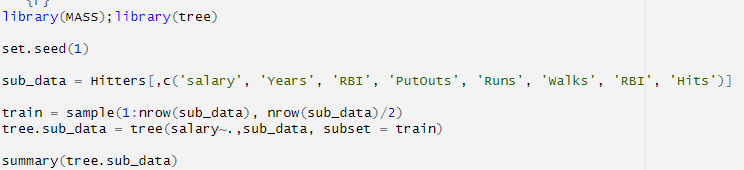 {r}
library(MASS);library(tree)
set.seed(1)
sub_data = Hitters[,c('salary', 'Years', 'RBI', 'PutOuts', 'Runs', 'Walks', 'RBI', 'Hits')]
train = sample(1:nrow(sub_data), nrow(sub_data)/2)
tree.sub_data = tree(salary~.,sub_data, subset = train)
summary(tree.sub_data)